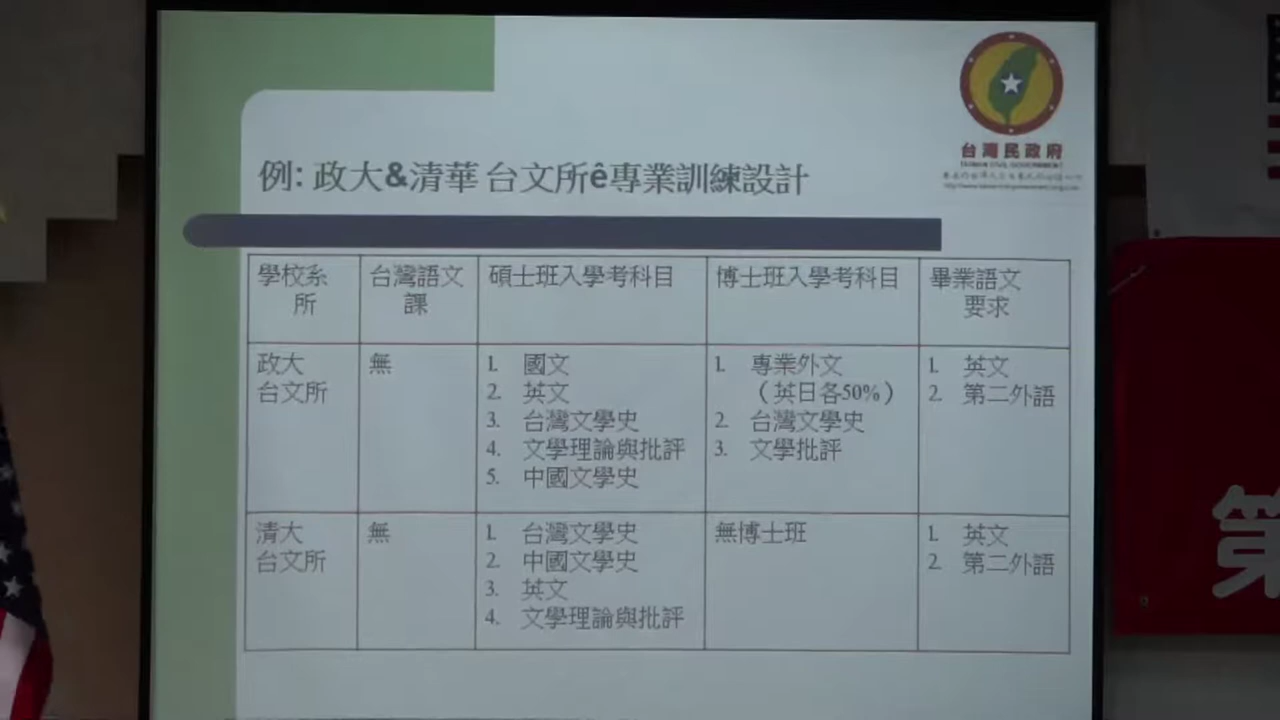 台灣民政府
TAIWAN CIVIL GOVERNMENT
例: 政大&清華 台文所ê專業訓練設計
學校系所
台灣語文課
碩士班入學考科目
博士班入學考科目
畢業語文要求
政大
台文所
無
1. 國文
2. 英文
3. 台灣文學史
4. 文學理論與批評
5. 中國文學史
1. 專業外文
(英日各50%)
2. 台灣文學史
3. 文學批評
1. 英文
2. 第二外語
清大
台文所
無
1. 台灣文學史
2. 中國文學史
3. 英文
4. 文學理論與批評
無博士班
1. 英文
2. 第二外語
第